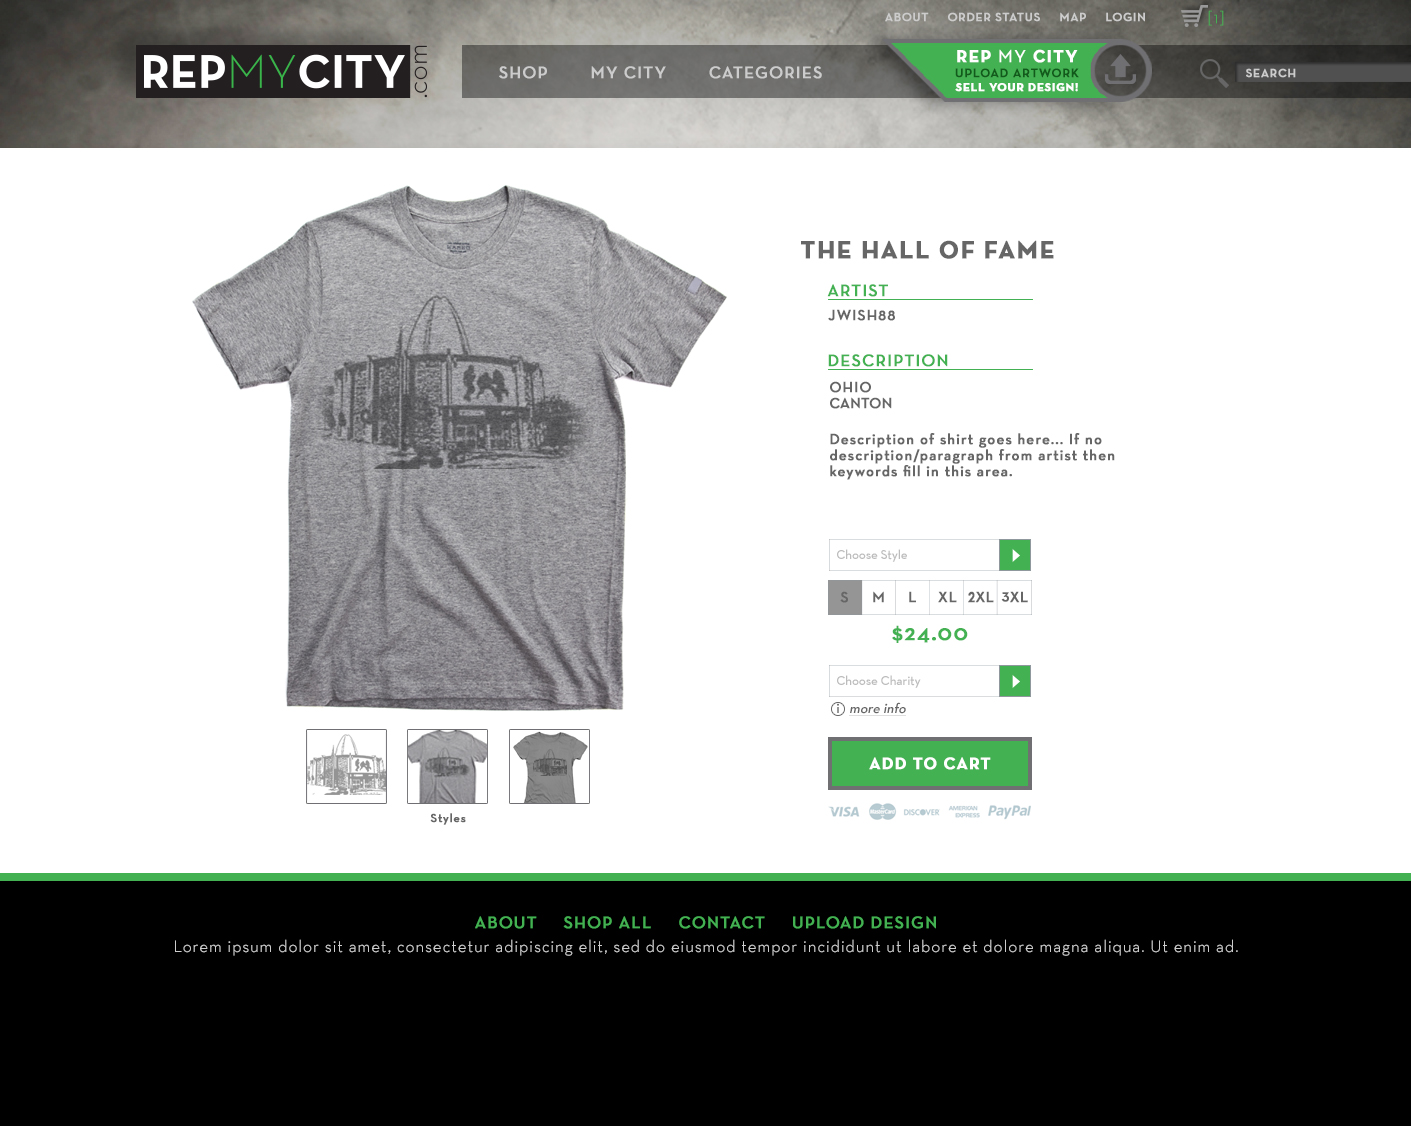 ABOUT ORDER STATUS MAP LOGIN [1]
REPMYCITY.com
SHOP MY CITY CATEGORIES
REP MY CITY
UPLOAD ARTWORK
SELL YOUR DESIGN!
SEARCH
THE HALL OF FAME
ARTIST
JWISH88
DESCRIPTION
OHIO
CANTON
Description of shirt goes here... If no
description/paragraph from artist then
keywords fill in this area.
Choose Style
S M L XL 2XL 3XL
$24.00
Choose Charity
more info
ADD TO CART
VISA MasterCard DISCOVER AMERICAN EXPRESS PayPal
Styles
ABOUT SHOP ALL CONTACT UPLOAD DESIGN
Lorem ipsum dolor sit amet, consectetur adipiscing elit, sed do eiusmod tempor incididunt ut labore et dolore magna aliqua. Ut enim ad.